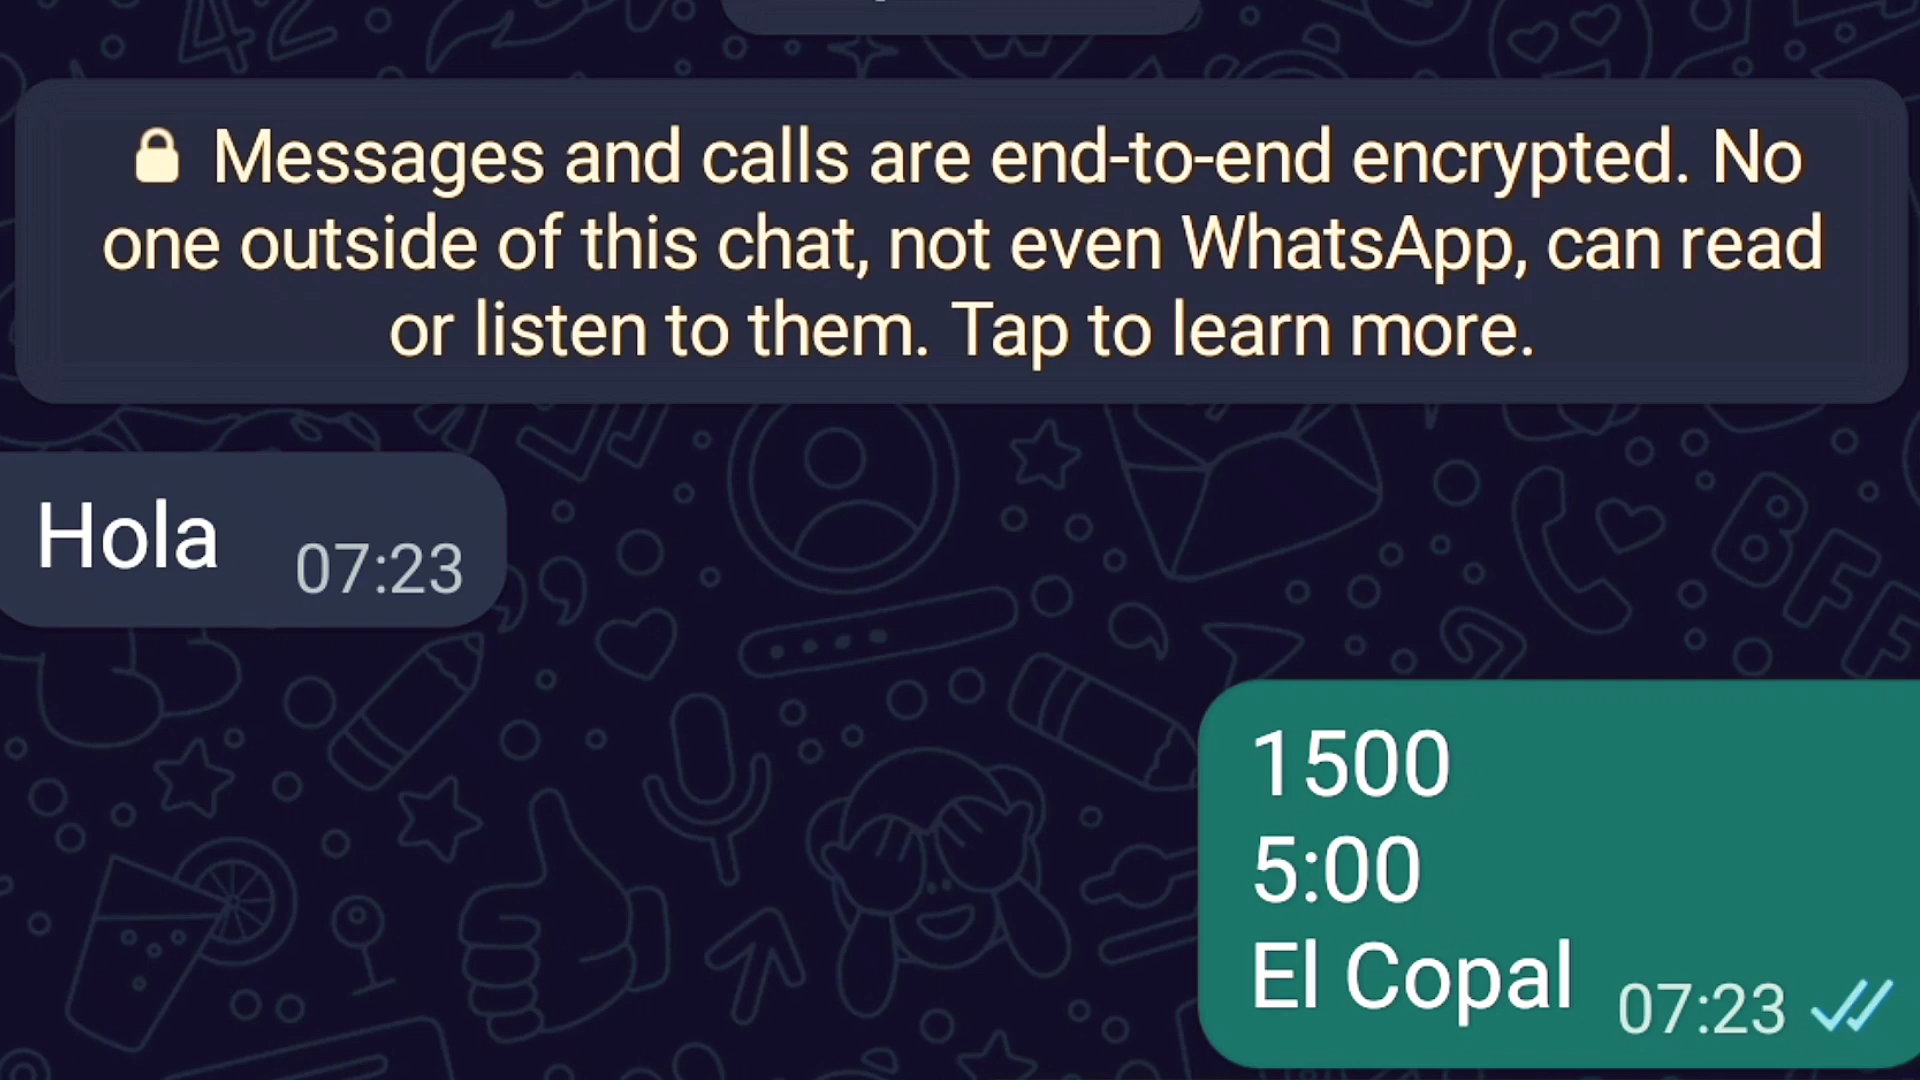 Messages and calls are end-to-end encrypted. No
one outside of this chat, not even WhatsApp, can read
or listen to them. Tap to learn more.
Hola 07:23
1500
5:00
El Copal 07:23